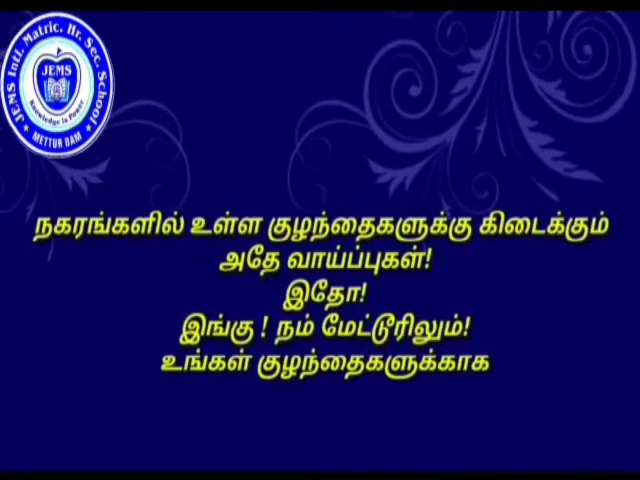 JEMS Intl. Matric. Hr. Sec. School
JEMS
Knowledge is Power
METTUR DAM
நகரங்களில் உள்ள குழந்தைகளுக்கு கிடைக்கும்
அதே வாய்ப்புகள்!
இதோ!
இங்கு ! நம் மேட்டூரிலும்!
உங்கள் குழந்தைகளுக்காக